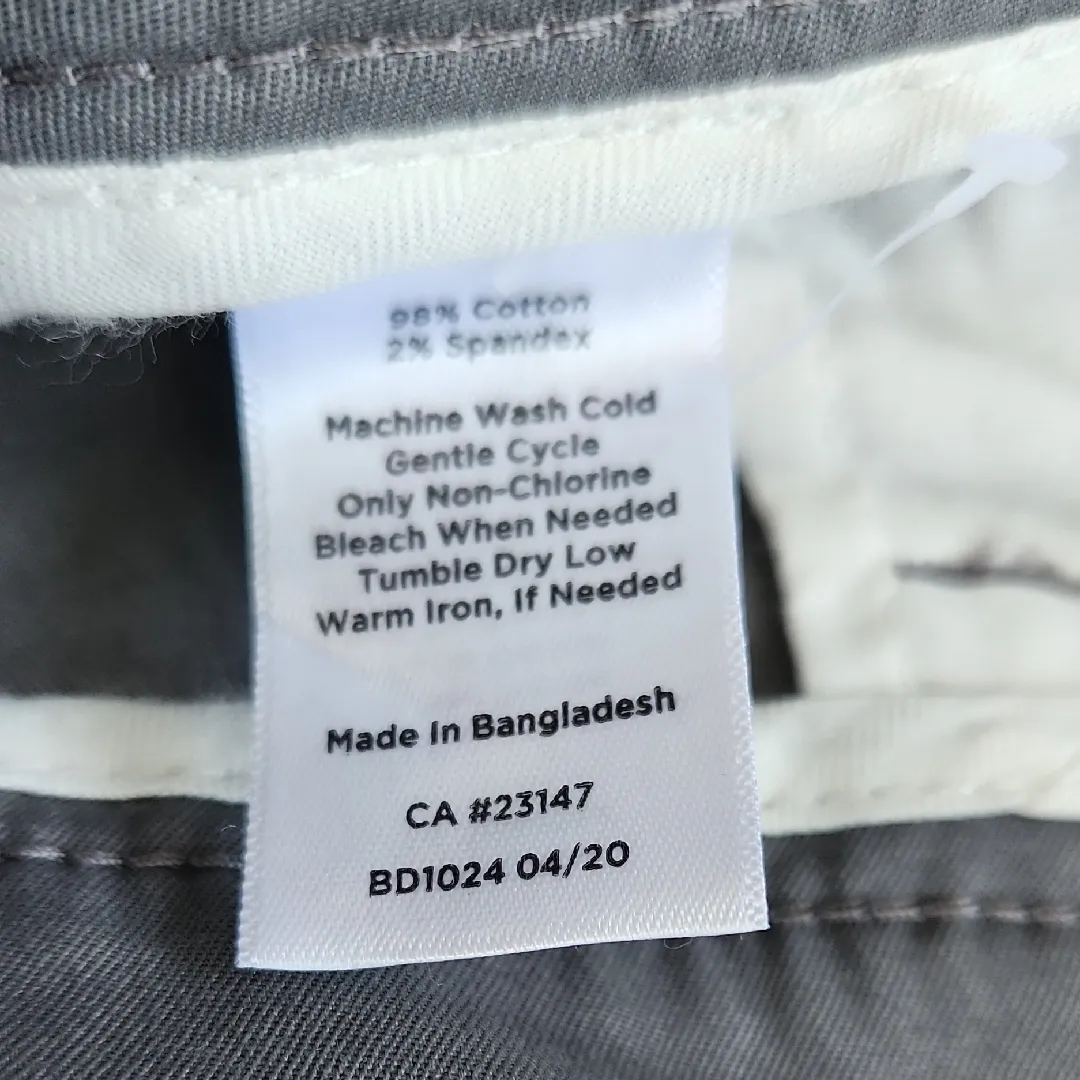 98% Cotton
2% Spandex
Machine Wash Cold
Gentle Cycle
Only Non-Chlorine
Bleach When Needed
Tumble Dry Low
Warm Iron, If Needed
Made In Bangladesh
CA #23147
BD1024 04/20